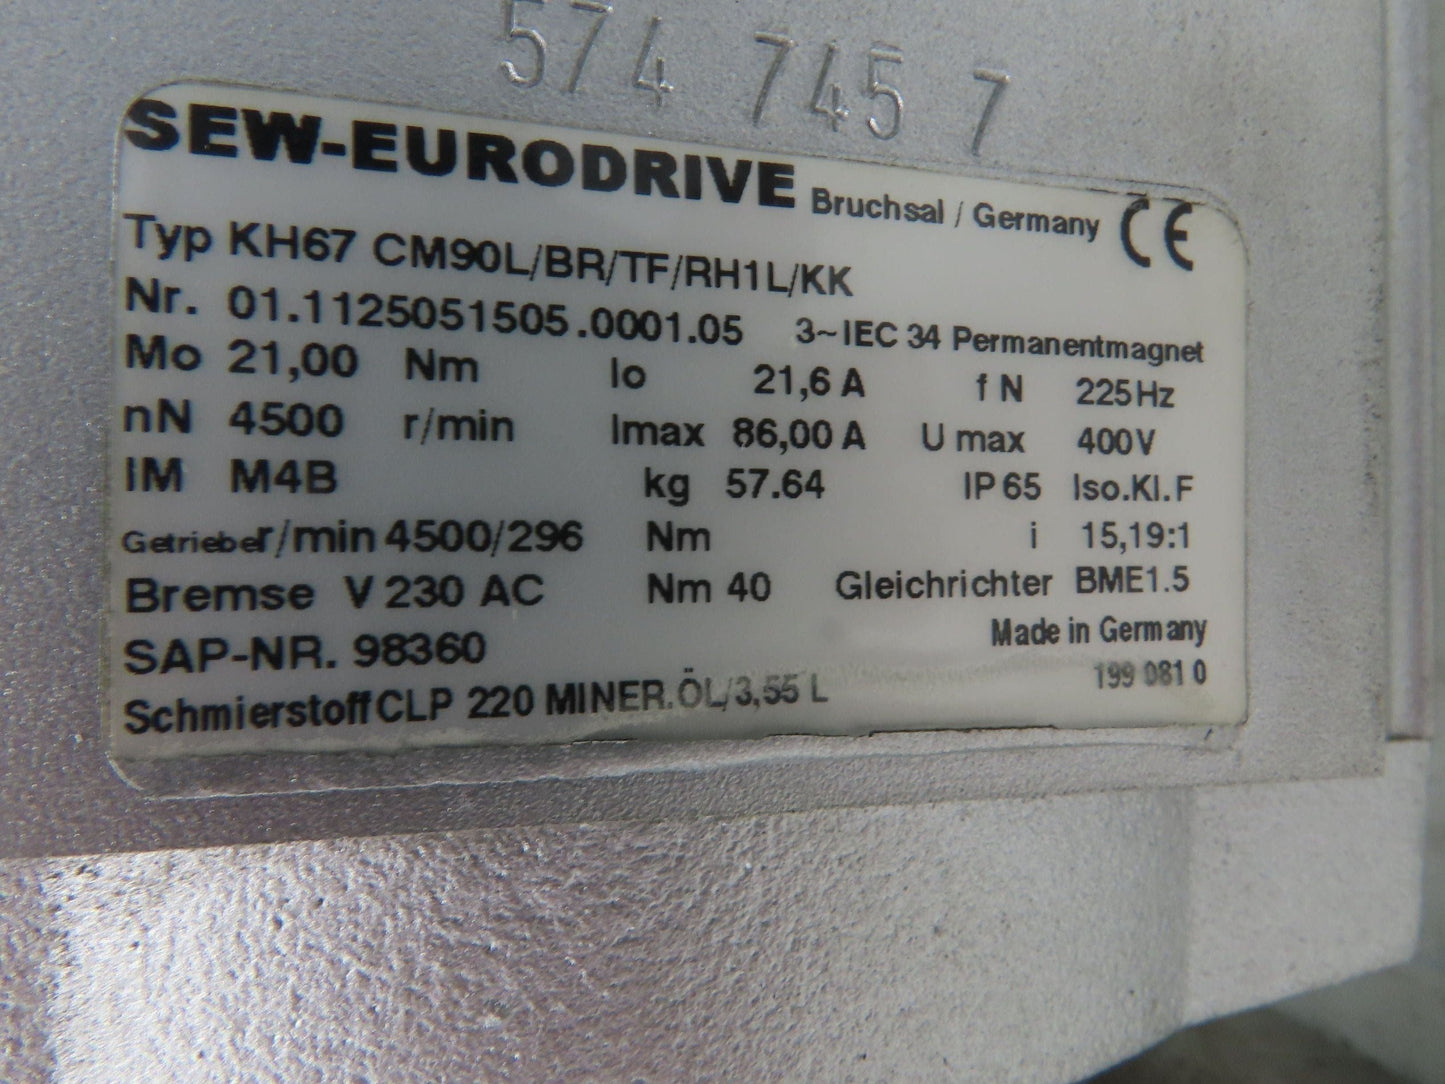 574 745 7
SEW-EURODRIVE Bruchsal / Germany CE
Typ KH67 CM90L/BR/TF/RH1L/KK
Nr. 01.1125051505.0001.05 3~IEC 34 Permanentmagnet
Mo 21,00 Nm Io 21,6 A f N 225Hz
nN 4500 r/min Imax 86,00 A U max 400V
IM M4B kg 57.64 IP 65 Iso.Kl.F
Getrieber/min 4500/296 Nm i 15,19:1
Bremse V 230 AC Nm 40 Gleichrichter BME1.5
SAP-NR. 98360 Made in Germany
Schmierstoff CLP 220 MINER.ÖL/3,55 L 199 081 0